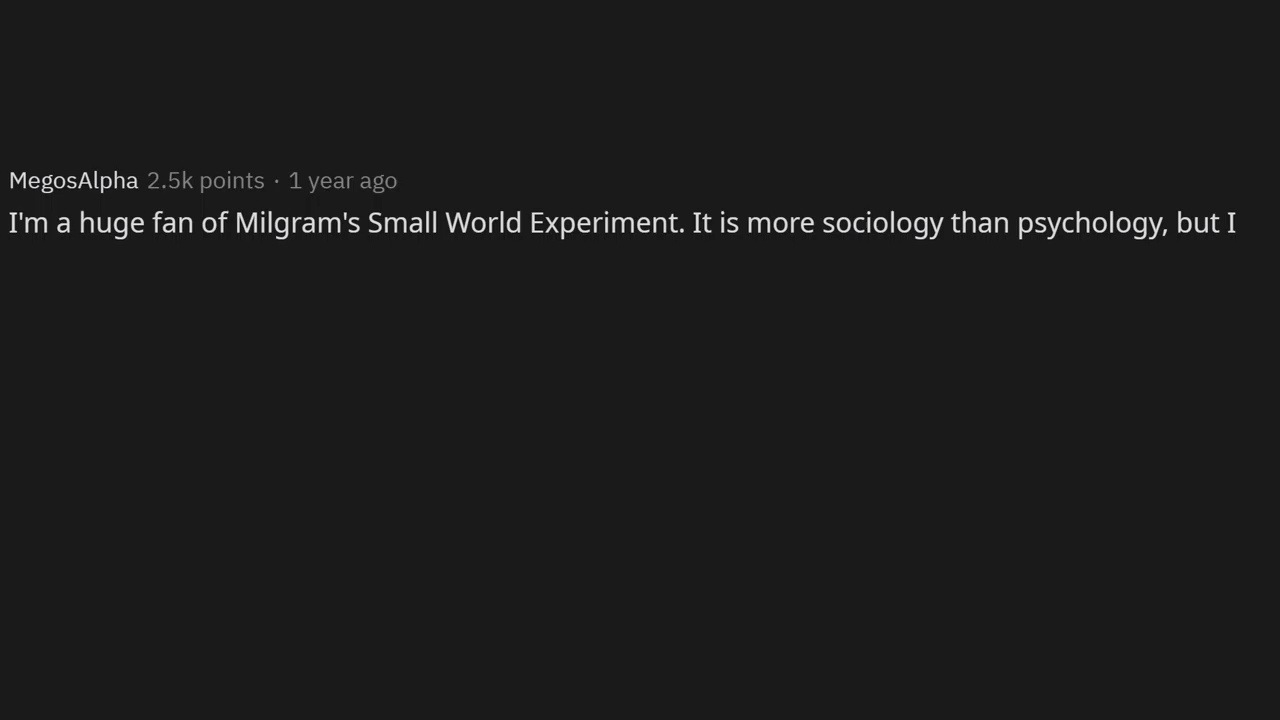 MegosAlpha 2.5k points · 1 year ago
I'm a huge fan of Milgram's Small World Experiment. It is more sociology than psychology, but I